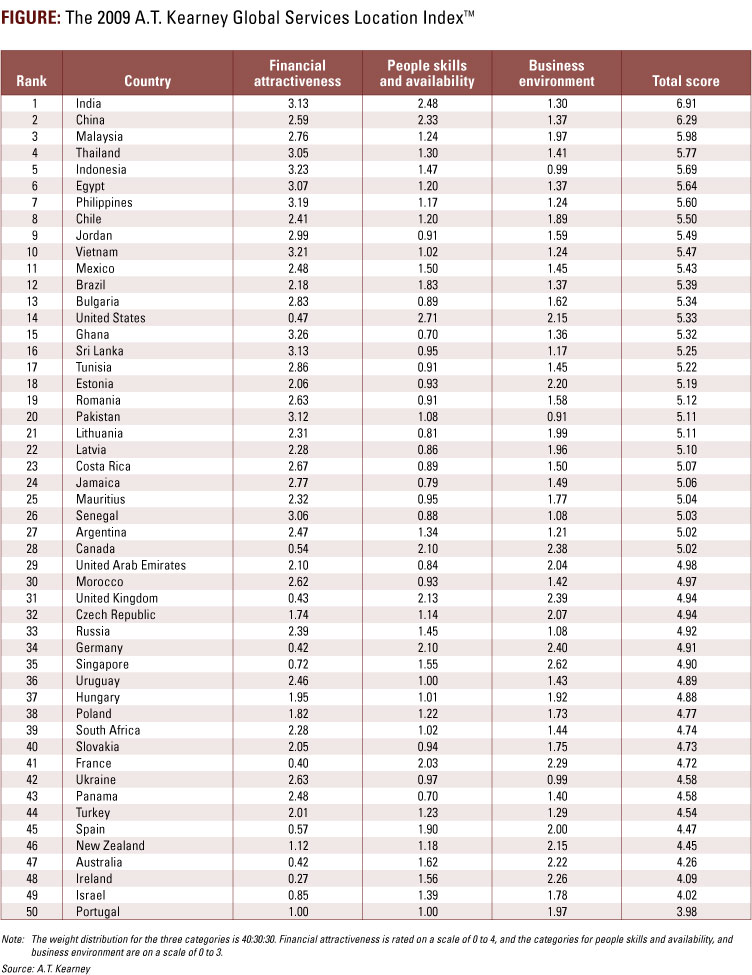 FIGURE: The 2009 A.T. Kearney Global Services Location Index™
Rank Country Financial attractiveness People skills and availability Business environment Total score
1 India 3.13 2.48 1.30 6.91
2 China 2.59 2.33 1.37 6.29
3 Malaysia 2.76 1.24 1.97 5.98
4 Thailand 3.05 1.30 1.41 5.77
5 Indonesia 3.23 1.47 0.99 5.69
6 Egypt 3.07 1.20 1.37 5.64
7 Philippines 3.19 1.17 1.24 5.60
8 Chile 2.41 1.20 1.89 5.50
9 Jordan 2.99 0.91 1.59 5.49
10 Vietnam 3.21 1.02 1.24 5.47
11 Mexico 2.48 1.50 1.45 5.43
12 Brazil 2.18 1.83 1.37 5.39
13 Bulgaria 2.83 0.89 1.62 5.34
14 United States 0.47 2.71 2.15 5.33
15 Ghana 3.26 0.70 1.36 5.32
16 Sri Lanka 3.13 0.95 1.17 5.25
17 Tunisia 2.86 0.91 1.45 5.22
18 Estonia 2.06 0.93 2.20 5.19
19 Romania 2.63 0.91 1.58 5.12
20 Pakistan 3.12 1.08 0.91 5.11
21 Lithuania 2.31 0.81 1.99 5.11
22 Latvia 2.28 0.86 1.96 5.10
23 Costa Rica 2.67 0.89 1.50 5.07
24 Jamaica 2.77 0.79 1.49 5.06
25 Mauritius 2.32 0.95 1.77 5.04
26 Senegal 3.06 0.88 1.08 5.03
27 Argentina 2.47 1.34 1.21 5.02
28 Canada 0.54 2.10 2.38 5.02
29 United Arab Emirates 2.10 0.84 2.04 4.98
30 Morocco 2.62 0.93 1.42 4.97
31 United Kingdom 0.43 2.13 2.39 4.94
32 Czech Republic 1.74 1.14 2.07 4.94
33 Russia 2.39 1.45 1.08 4.92
34 Germany 0.42 2.10 2.40 4.91
35 Singapore 0.72 1.55 2.62 4.90
36 Uruguay 2.46 1.00 1.43 4.89
37 Hungary 1.95 1.01 1.92 4.88
38 Poland 1.82 1.22 1.73 4.77
39 South Africa 2.28 1.02 1.44 4.74
40 Slovakia 2.05 0.94 1.75 4.73
41 France 0.40 2.03 2.29 4.72
42 Ukraine 2.63 0.97 0.99 4.58
43 Panama 2.48 0.70 1.40 4.58
44 Turkey 2.01 1.23 1.29 4.54
45 Spain 0.57 1.90 2.00 4.47
46 New Zealand 1.12 1.18 2.15 4.45
47 Australia 0.42 1.62 2.22 4.26
48 Ireland 0.27 1.56 2.26 4.09
49 Israel 0.85 1.39 1.78 4.02
50 Portugal 1.00 1.00 1.97 3.98
Note: The weight distribution for the three categories is 40:30:30. Financial attractiveness is rated on a scale of 0 to 4, and the categories for people skills and availability, and
business environment are on a scale of 0 to 3.
Source: A.T. Kearney